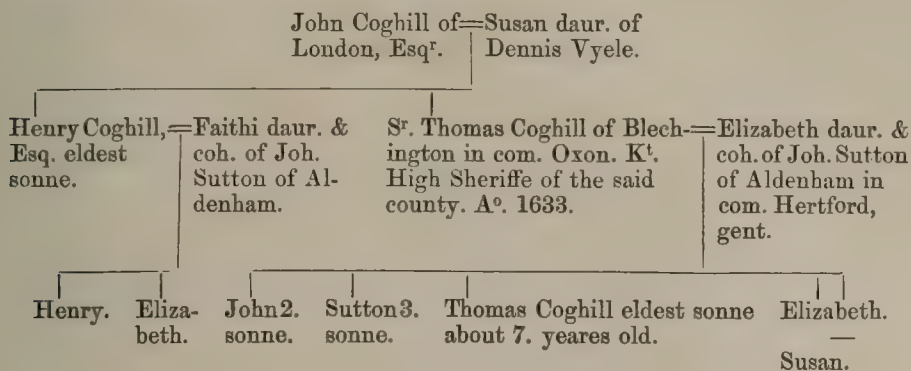 John Coghill of=Susan daur. of
London, Esqr. Dennis Vyele.
Henry Coghill,=Faithi daur. &
Esq. eldest coh. of Joh.
sonne. Sutton of Al-
denham.
Sr. Thomas Coghill of Blech-=Elizabeth daur. &
ington in com. Oxon. Kt. coh. of Joh. Sutton
High Sheriffe of the said of Aldenham in
county. Ao. 1633. com. Hertford,
gent.
Henry.
Eliza-
beth.
John 2.
sonne.
Sutton 3.
sonne.
Thomas Coghill eldest sonne
about 7. yeares old.
Elizabeth.
—
Susan.